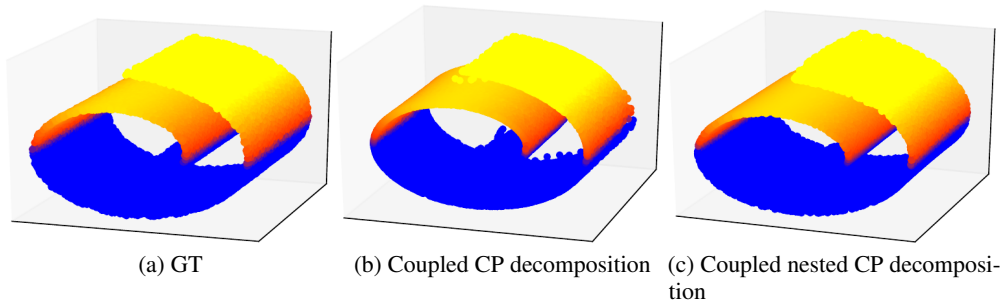 (a) GT
(b) Coupled CP decomposition
(c) Coupled nested CP decomposi-
tion